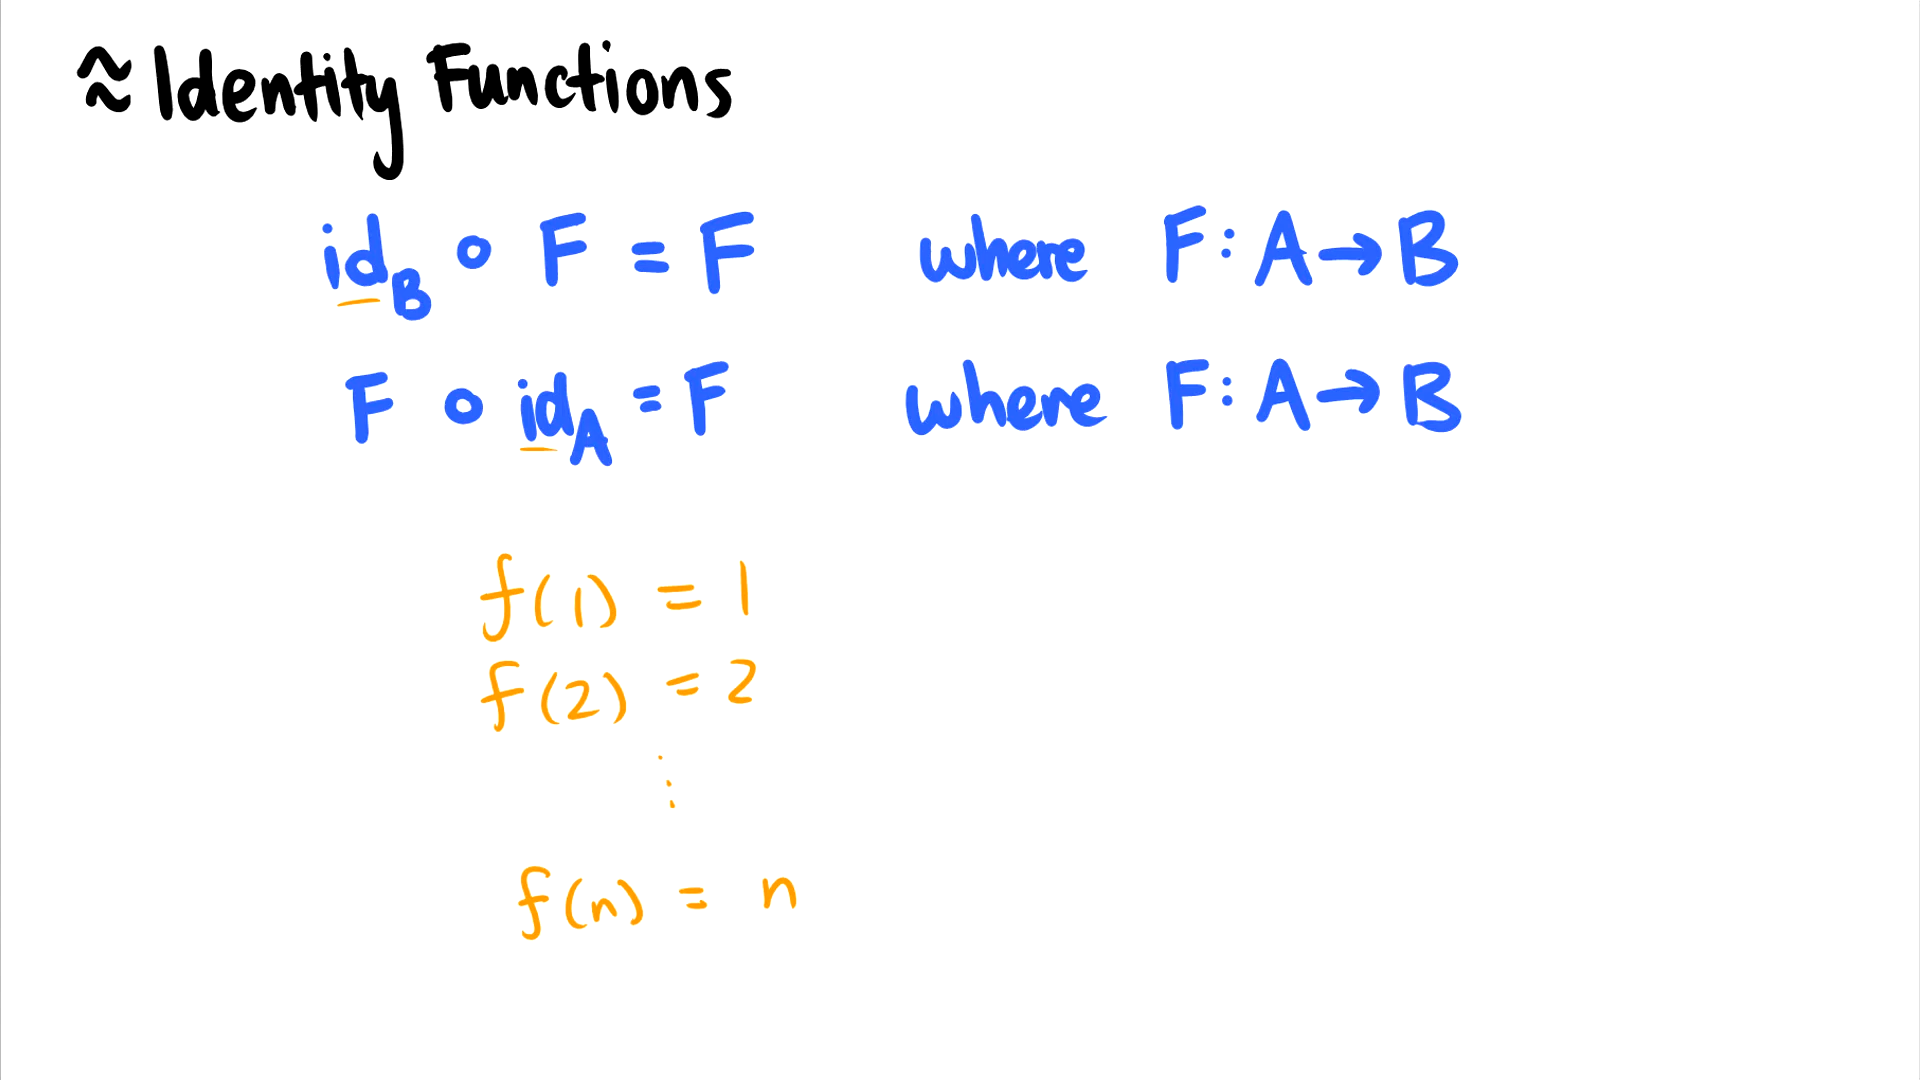 ≈ Identity Functions
id_B ∘ F = F where F : A → B
F ∘ id_A = F where F : A → B
f(1) = 1
f(2) = 2
⋮
f(n) = n